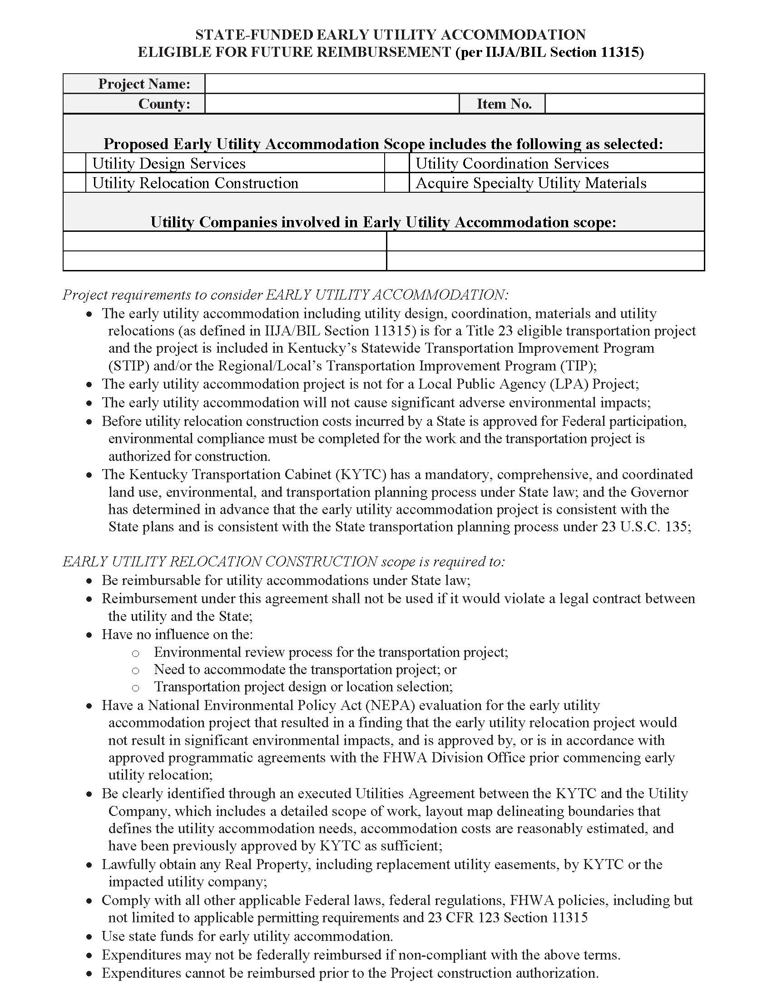 STATE-FUNDED EARLY UTILITY ACCOMMODATION
ELIGIBLE FOR FUTURE REIMBURSEMENT (per IIJA/BIL Section 11315)
Project Name:
County:
Item No.
Proposed Early Utility Accommodation Scope includes the following as selected:
Utility Design Services
Utility Coordination Services
Utility Relocation Construction
Acquire Specialty Utility Materials
Utility Companies involved in Early Utility Accommodation scope:
Project requirements to consider EARLY UTILITY ACCOMMODATION:
• The early utility accommodation including utility design, coordination, materials and utility
relocations (as defined in IIJA/BIL Section 11315) is for a Title 23 eligible transportation project
and the project is included in Kentucky’s Statewide Transportation Improvement Program
(STIP) and/or the Regional/Local’s Transportation Improvement Program (TIP);
• The early utility accommodation project is not for a Local Public Agency (LPA) Project;
• The early utility accommodation will not cause significant adverse environmental impacts;
• Before utility relocation construction costs incurred by a State is approved for Federal participation,
environmental compliance must be completed for the work and the transportation project is
authorized for construction.
• The Kentucky Transportation Cabinet (KYTC) has a mandatory, comprehensive, and coordinated
land use, environmental, and transportation planning process under State law; and the Governor
has determined in advance that the early utility accommodation project is consistent with the
State plans and is consistent with the State transportation planning process under 23 U.S.C. 135;
EARLY UTILITY RELOCATION CONSTRUCTION scope is required to:
• Be reimbursable for utility accommodations under State law;
• Reimbursement under this agreement shall not be used if it would violate a legal contract between
the utility and the State;
• Have no influence on the:
o Environmental review process for the transportation project;
o Need to accommodate the transportation project; or
o Transportation project design or location selection;
• Have a National Environmental Policy Act (NEPA) evaluation for the early utility
accommodation project that resulted in a finding that the early utility relocation project would
not result in significant environmental impacts, and is approved by, or is in accordance with
approved programmatic agreements with the FHWA Division Office prior commencing early
utility relocation;
• Be clearly identified through an executed Utilities Agreement between the KYTC and the Utility
Company, which includes a detailed scope of work, layout map delineating boundaries that
defines the utility accommodation needs, accommodation costs are reasonably estimated, and
have been previously approved by KYTC as sufficient;
• Lawfully obtain any Real Property, including replacement utility easements, by KYTC or the
impacted utility company;
• Comply with all other applicable Federal laws, federal regulations, FHWA policies, including but
not limited to applicable permitting requirements and 23 CFR 123 Section 11315
• Use state funds for early utility accommodation.
• Expenditures may not be federally reimbursed if non-compliant with the above terms.
• Expenditures cannot be reimbursed prior to the Project construction authorization.